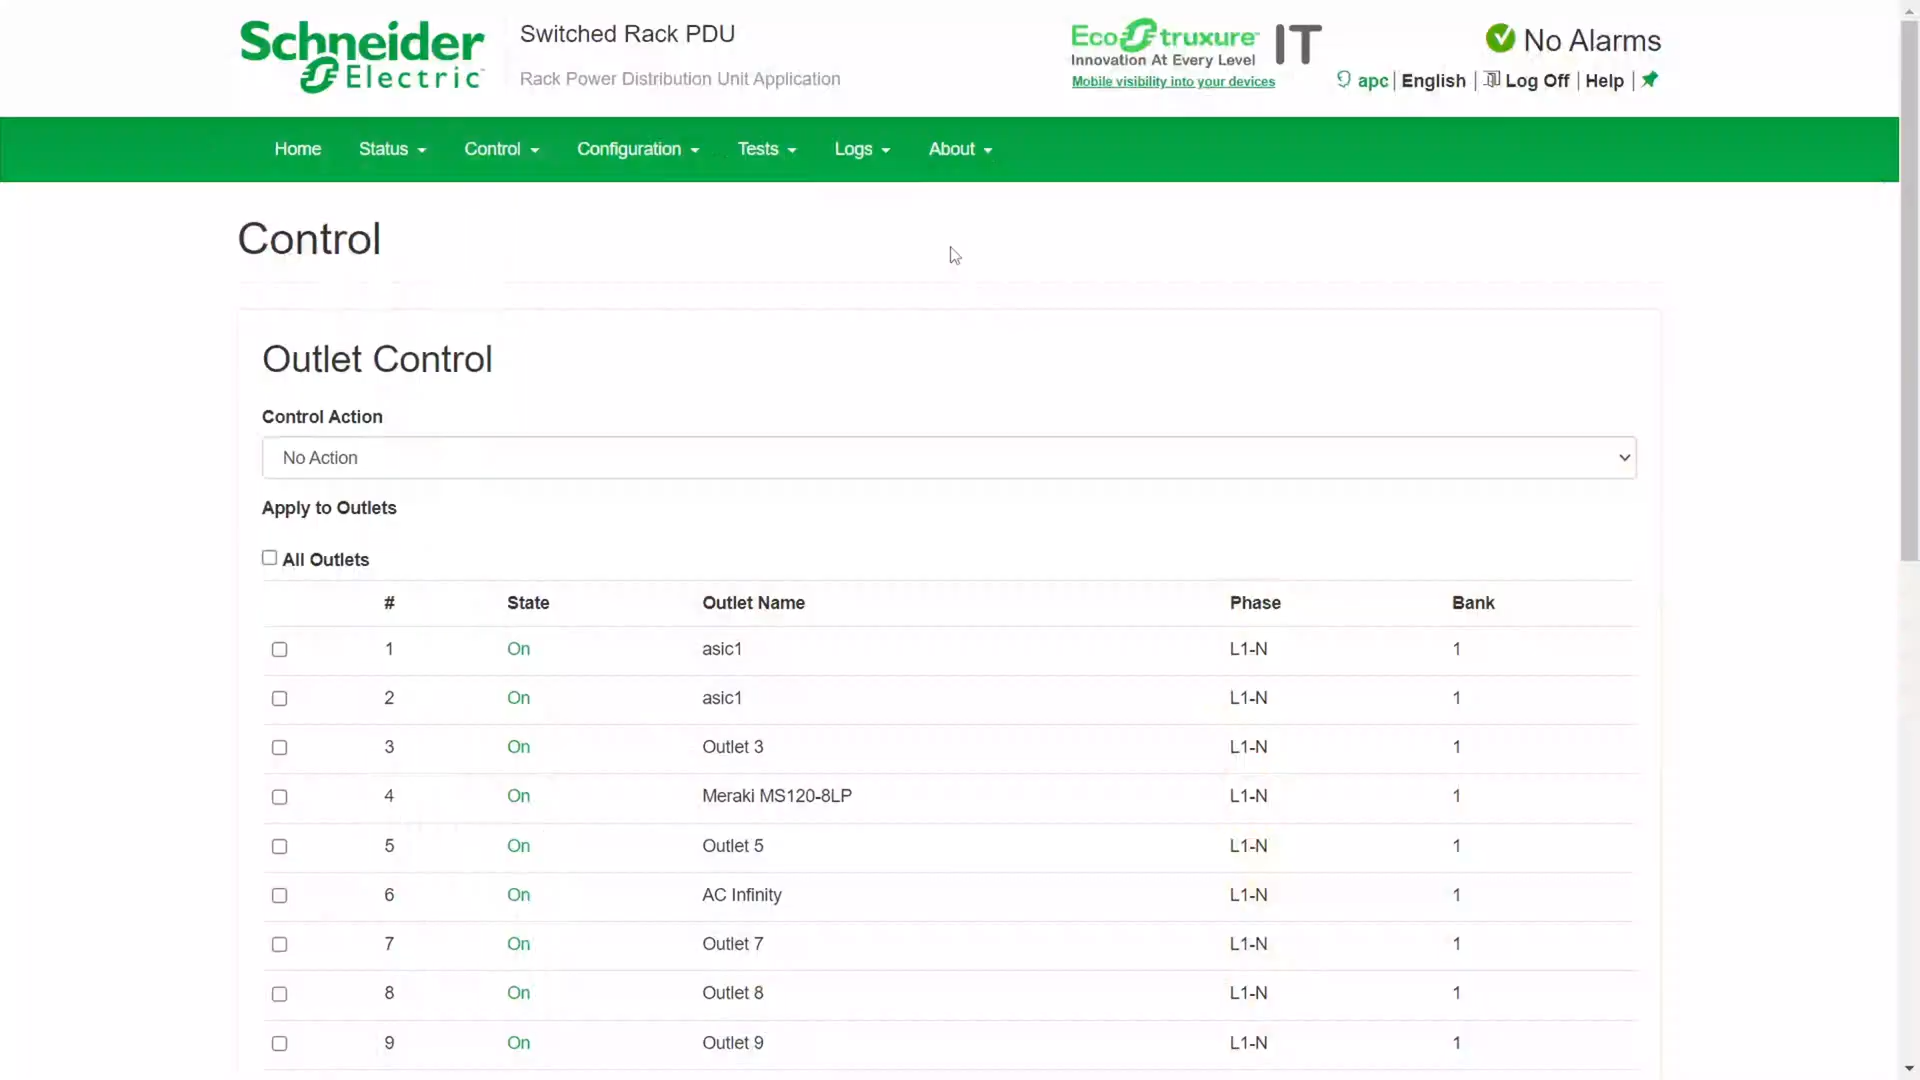 Schneider Electric
Switched Rack PDU
Rack Power Distribution Unit Application
EcoStruxure IT
Innovation At Every Level
Mobile visibility into your devices
No Alarms
apc | English | Log Off | Help |
Home Status Control Configuration Tests Logs About
Control
Outlet Control
Control Action
No Action
Apply to Outlets
All Outlets
# State Outlet Name Phase Bank
1 On asic1 L1-N 1
2 On asic1 L1-N 1
3 On Outlet 3 L1-N 1
4 On Meraki MS120-8LP L1-N 1
5 On Outlet 5 L1-N 1
6 On AC Infinity L1-N 1
7 On Outlet 7 L1-N 1
8 On Outlet 8 L1-N 1
9 On Outlet 9 L1-N 1